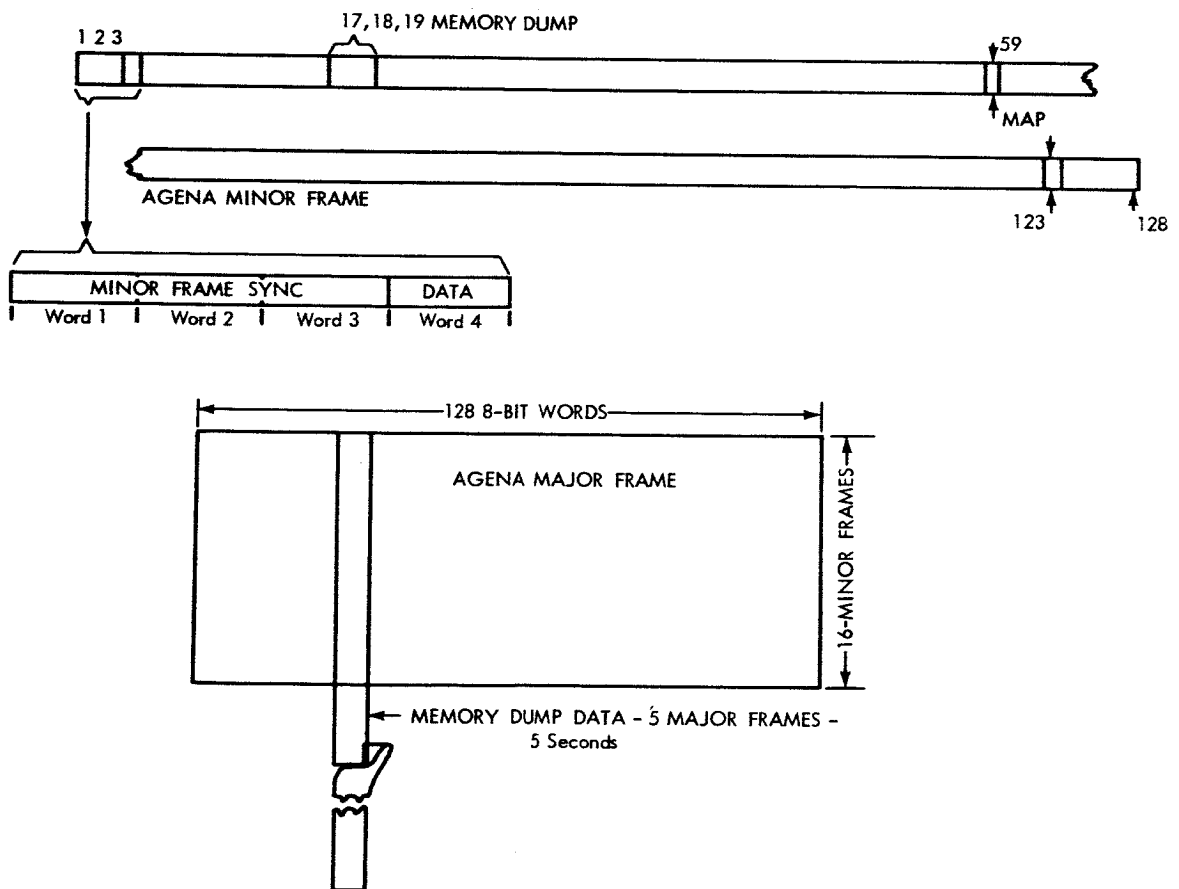 17, 18, 19 MEMORY DUMP
1 2 3
59
MAP
AGENA MINOR FRAME
123
128
MINOR FRAME SYNC
DATA
Word 1
Word 2
Word 3
Word 4
128 8-BIT WORDS
AGENA MAJOR FRAME
16-MINOR FRAMES
MEMORY DUMP DATA - 5 MAJOR FRAMES -
5 Seconds